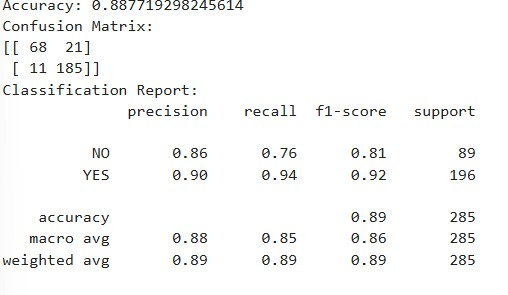 Accuracy: 0.887719298245614
Confusion Matrix:
[[ 68  21]
 [ 11 185]]
Classification Report:
              precision    recall  f1-score   support

          NO       0.86      0.76      0.81        89
         YES       0.90      0.94      0.92       196

    accuracy                           0.89       285
   macro avg       0.88      0.85      0.86       285
weighted avg       0.89      0.89      0.89       285